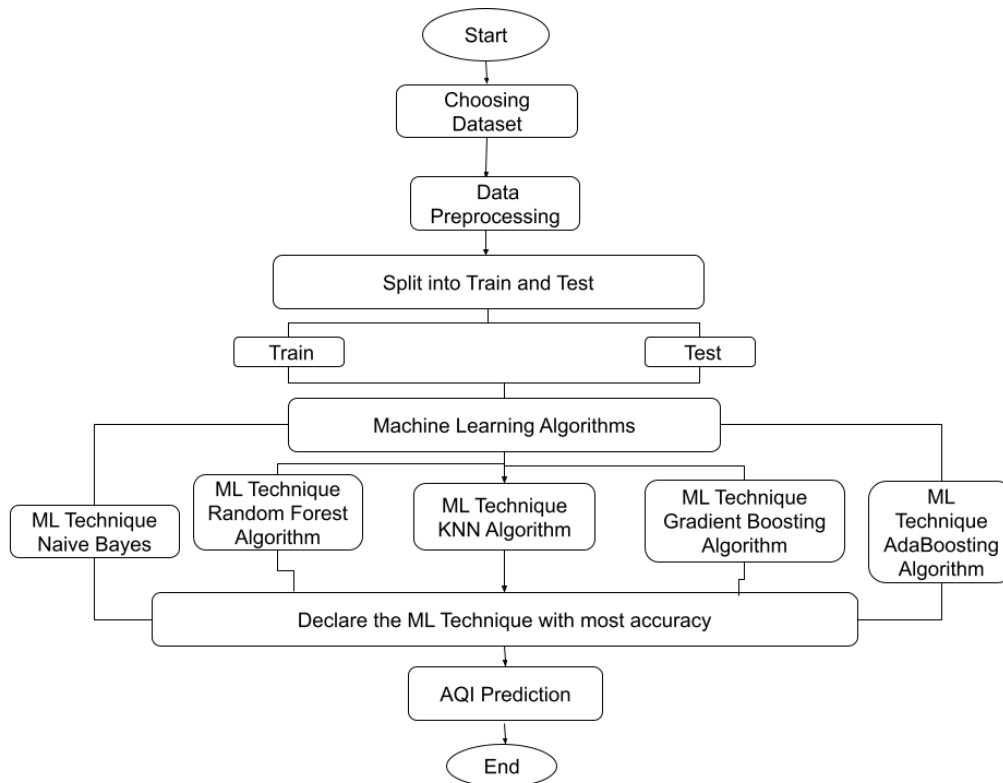 Start
Choosing
Dataset
Data
Preprocessing
Split into Train and Test
Train
Test
Machine Learning Algorithms
ML Technique
Naive Bayes
ML Technique
Random Forest
Algorithm
ML Technique
KNN Algorithm
ML Technique
Gradient Boosting
Algorithm
ML
Technique
AdaBoosting
Algorithm
Declare the ML Technique with most accuracy
AQI Prediction
End